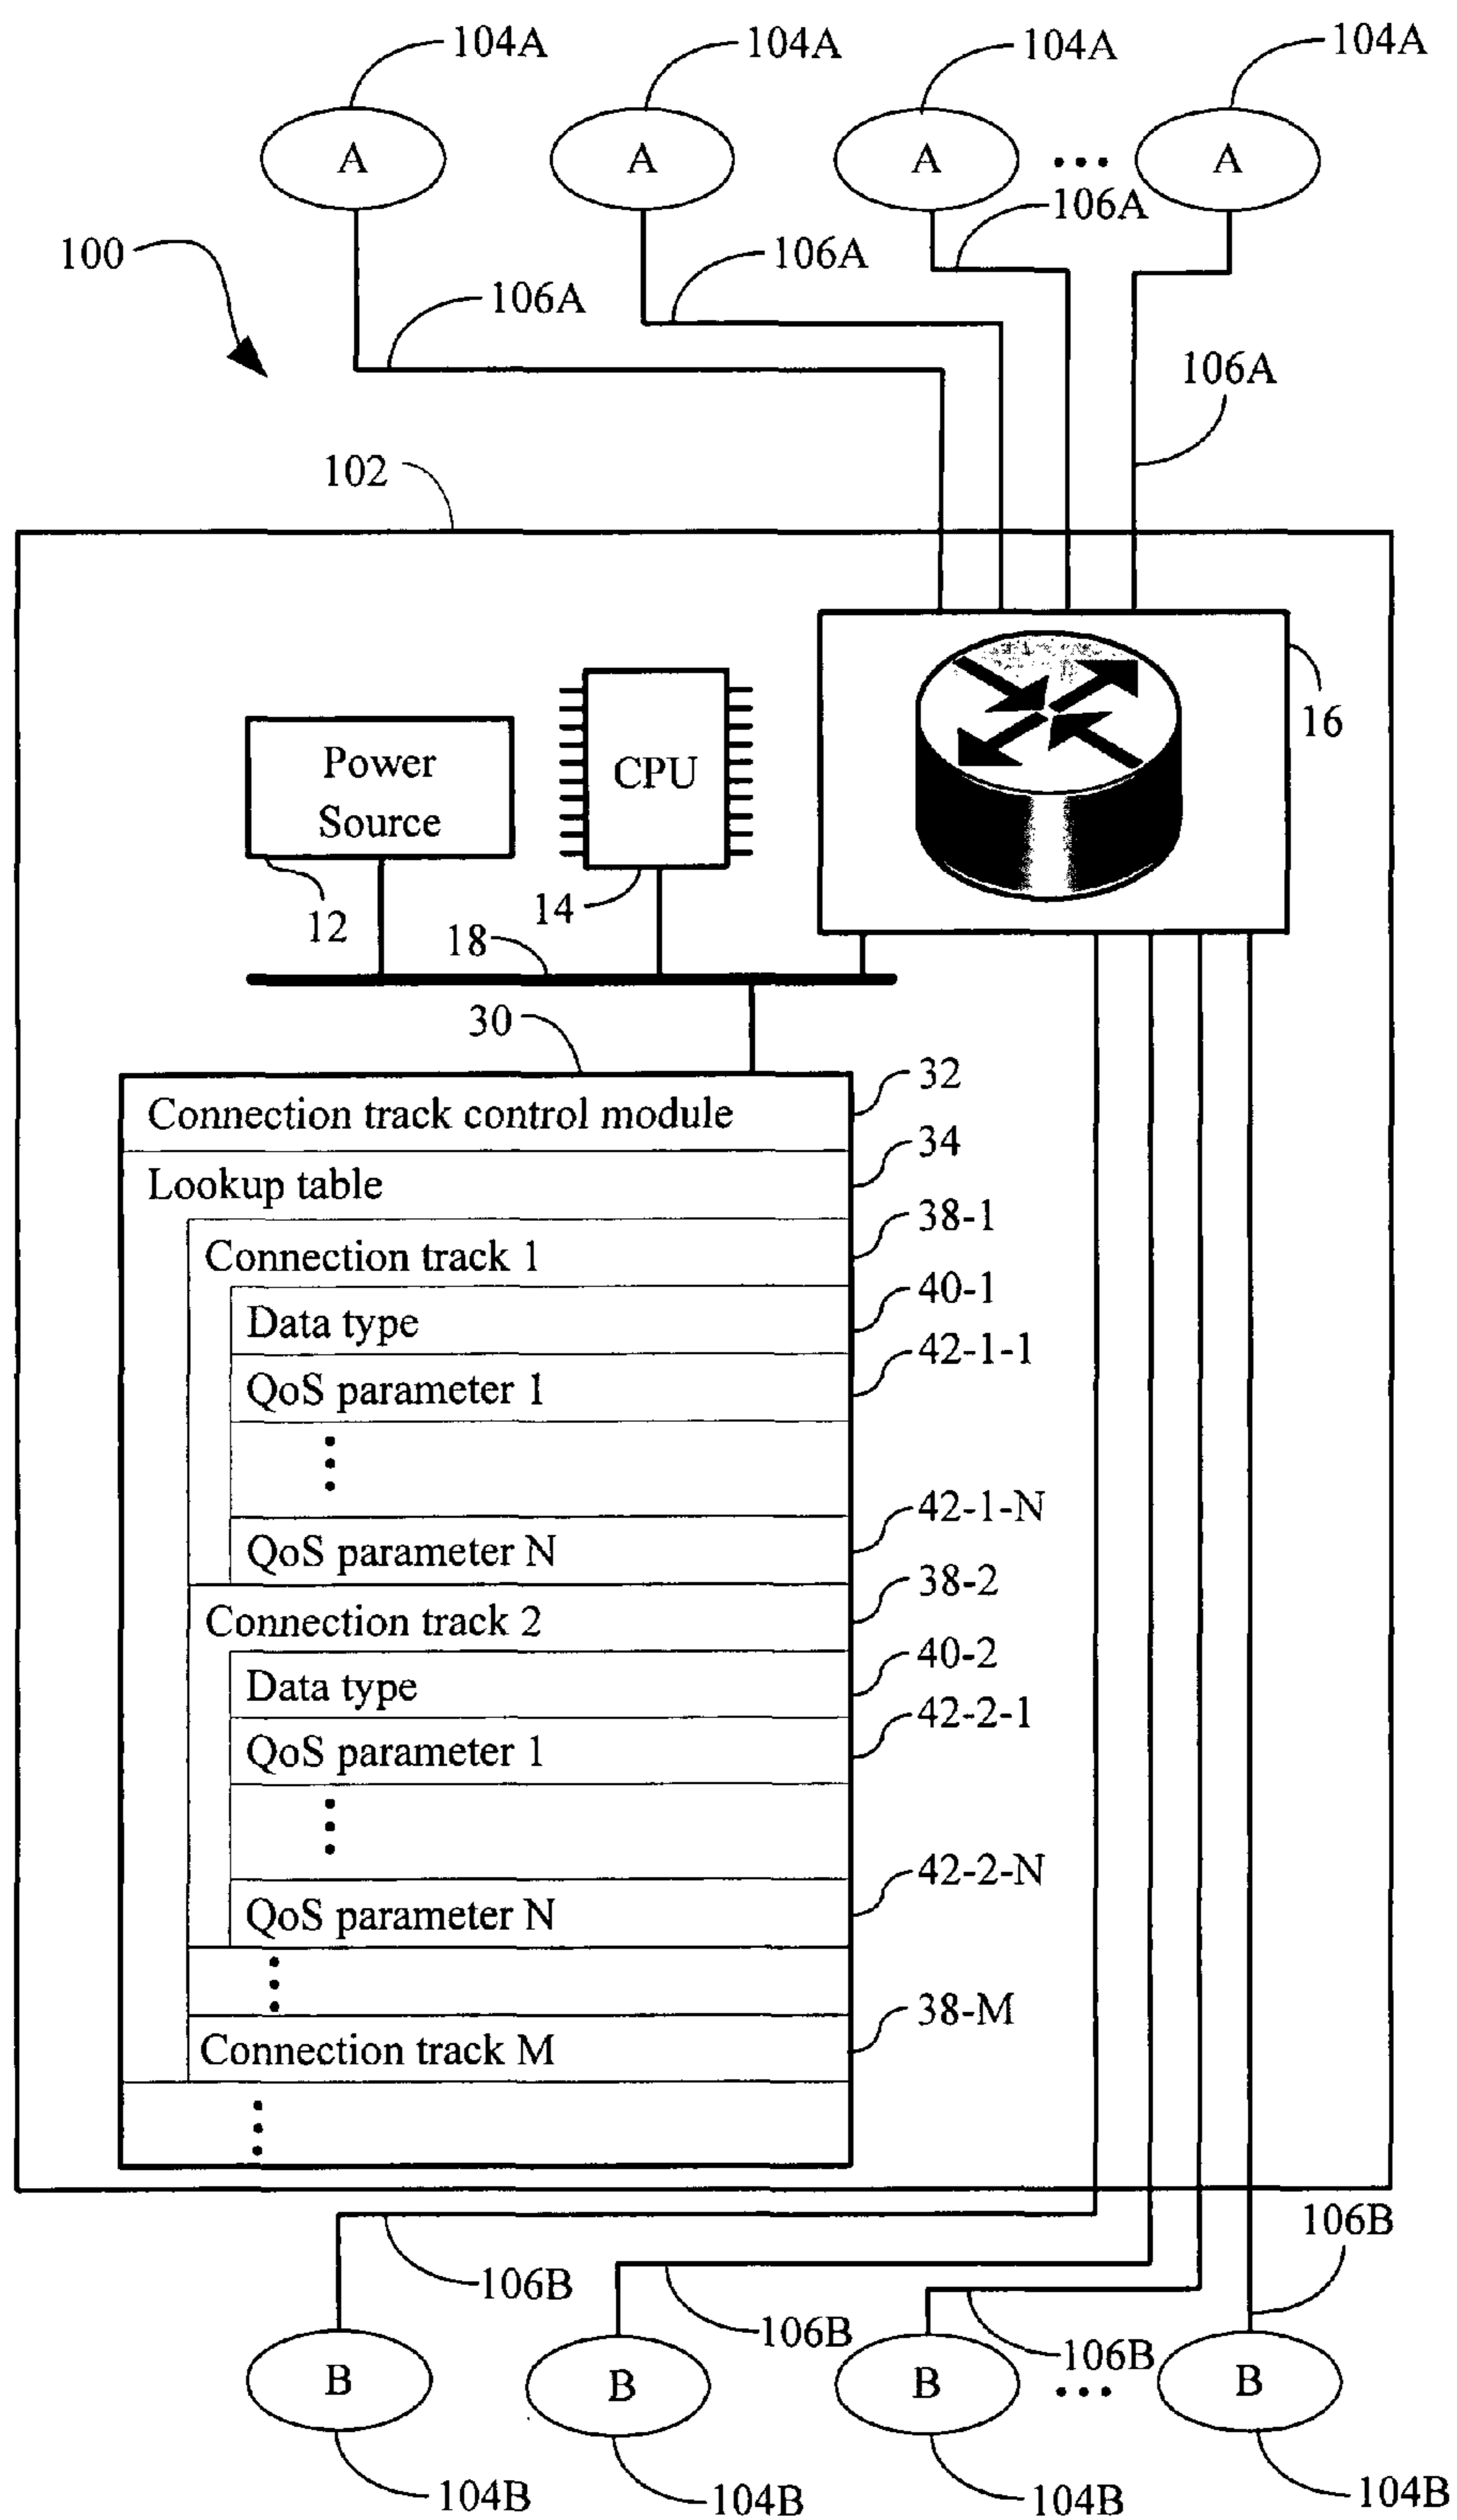 104A 104A 104A 104A
A A A ... A
106A
100 106A
106A
106A
102
16
Power
Source
CPU
12
14
18
30
32
Connection track control module
34
Lookup table
38-1
Connection track 1
40-1
Data type
42-1-1
QoS parameter 1
42-1-N
QoS parameter N
38-2
Connection track 2
40-2
Data type
42-2-1
QoS parameter 1
42-2-N
QoS parameter N
38-M
Connection track M
106B
106B
106B
106B
B B B ... B
104B 104B 104B 104B